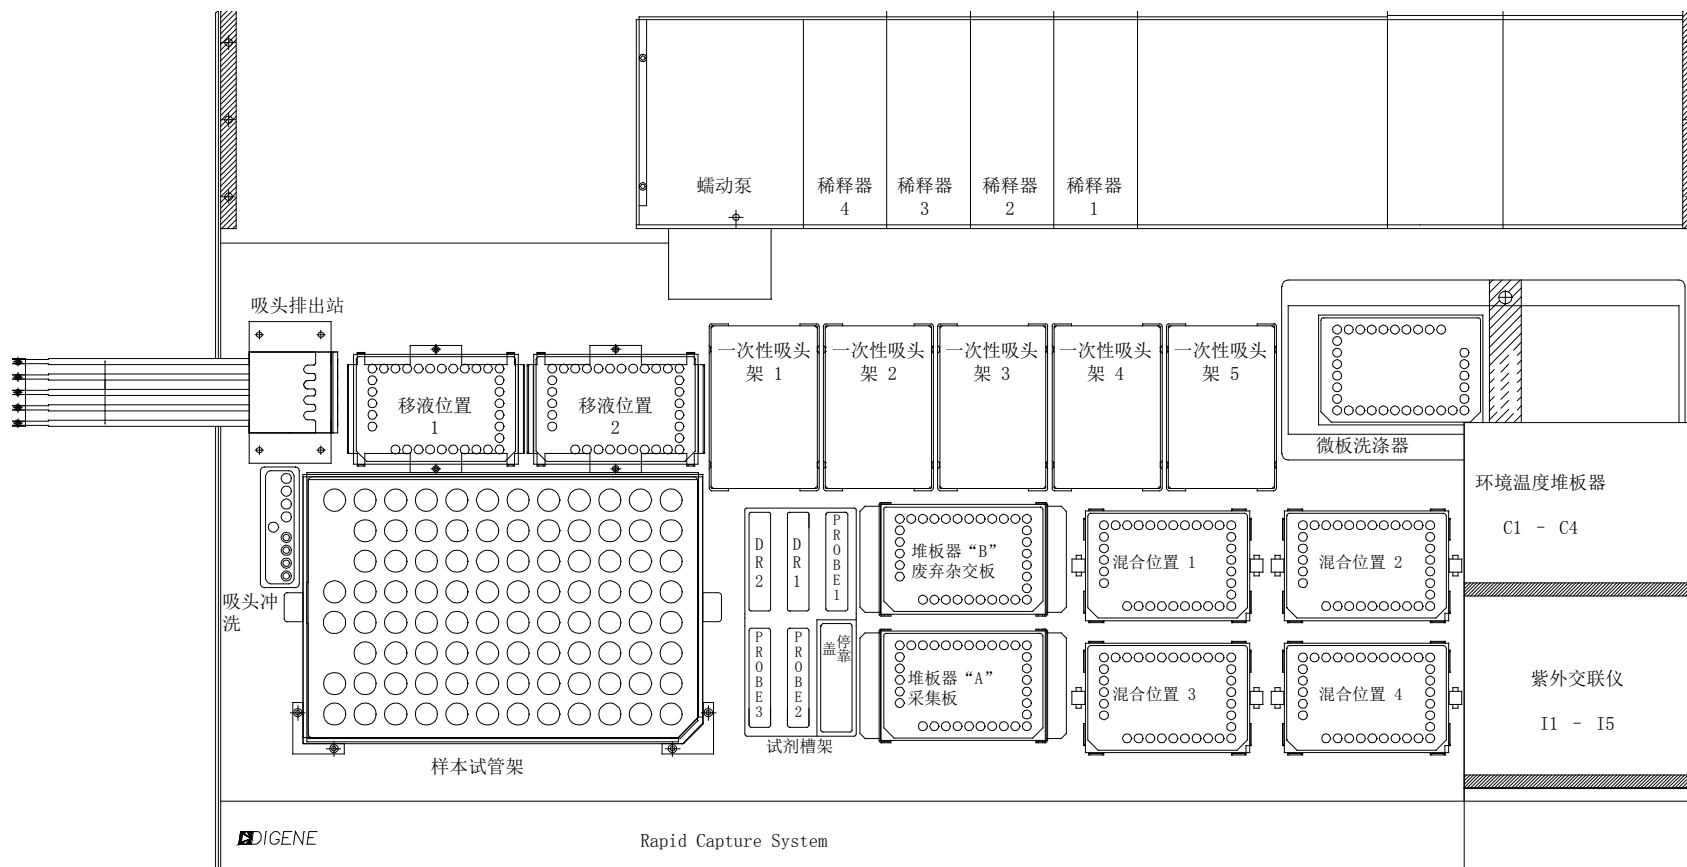 蠕动泵
稀释器
4
稀释器
3
稀释器
2
稀释器
1
吸头排出站
移液位置
1
移液位置
2
一次性吸头
架 1
一次性吸头
架 2
一次性吸头
架 3
一次性吸头
架 4
一次性吸头
架 5
微板洗涤器
环境温度堆板器
C1 - C4
吸头冲
洗
DR2
DR1
PROBE1
堆板器“B”
废弃杂交板
混合位置 1
混合位置 2
PROBE3
PROBE2
停靠
盖
堆板器“A”
采集板
混合位置 3
混合位置 4
紫外交联仪
I1 - I5
试剂槽架
样本试管架
DIGENE
Rapid Capture System